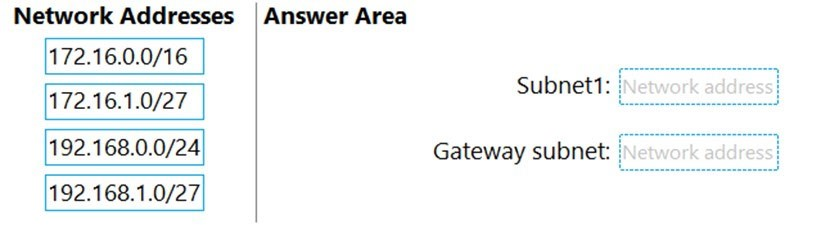 Network Addresses
172.16.0.0/16
172.16.1.0/27
192.168.0.0/24
192.168.1.0/27
Answer Area
Subnet1: Network address
Gateway subnet: Network address